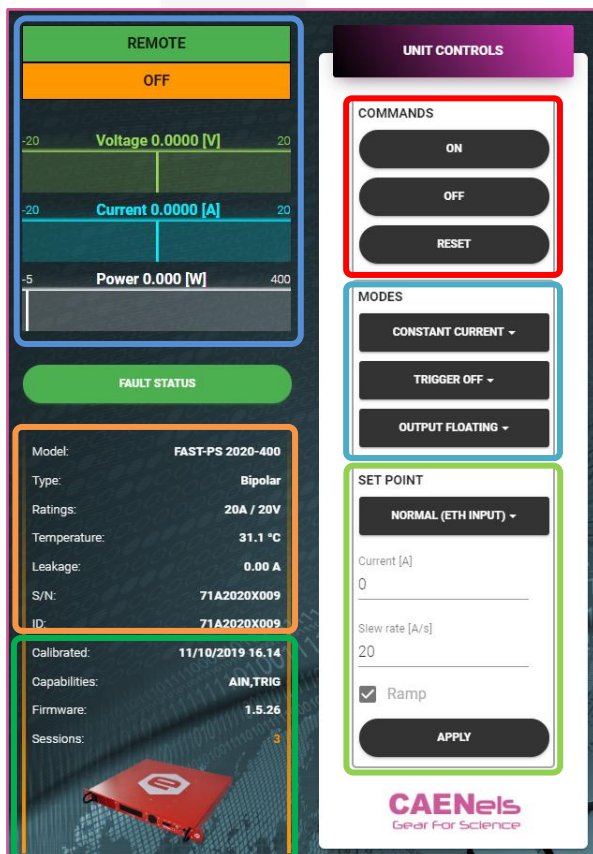 REMOTE
OFF
-20 Voltage 0.0000 [V] 20
-20 Current 0.0000 [A] 20
-5 Power 0.000 [W] 400
FAULT STATUS
Model: FAST-PS 2020-400
Type: Bipolar
Ratings: 20A / 20V
Temperature: 31.1 °C
Leakage: 0.00 A
S/N: 71A2020X009
ID: 71A2020X009
Calibrated: 11/10/2019 16.14
Capabilities: AIN,TRIG
Firmware: 1.5.26
Sessions: 3
UNIT CONTROLS
COMMANDS
ON
OFF
RESET
MODES
CONSTANT CURRENT
TRIGGER OFF
OUTPUT FLOATING
SET POINT
NORMAL (ETH INPUT)
Current [A]
0
Slew rate [A/s]
20
Ramp
APPLY
CAENels
Gear For Science